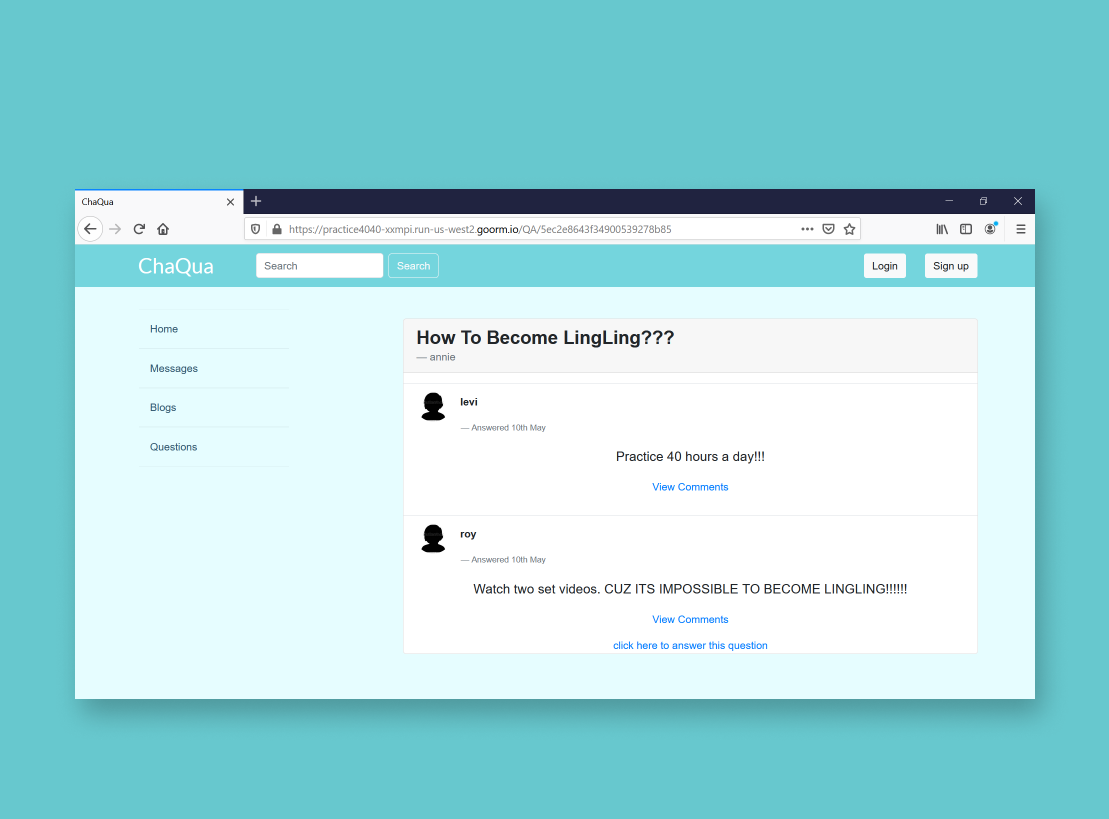 ChaQua
https://practice4040-xxmpi.run-us-west2.goorm.io/QA/5ec2e8643f34900539278b85
ChaQua
Search
Search
Login
Sign up
Home
Messages
Blogs
Questions
How To Become LingLing???
— annie
levi
— Answered 10th May
Practice 40 hours a day!!!
View Comments
roy
— Answered 10th May
Watch two set videos. CUZ ITS IMPOSSIBLE TO BECOME LINGLING!!!!!!
View Comments
click here to answer this question